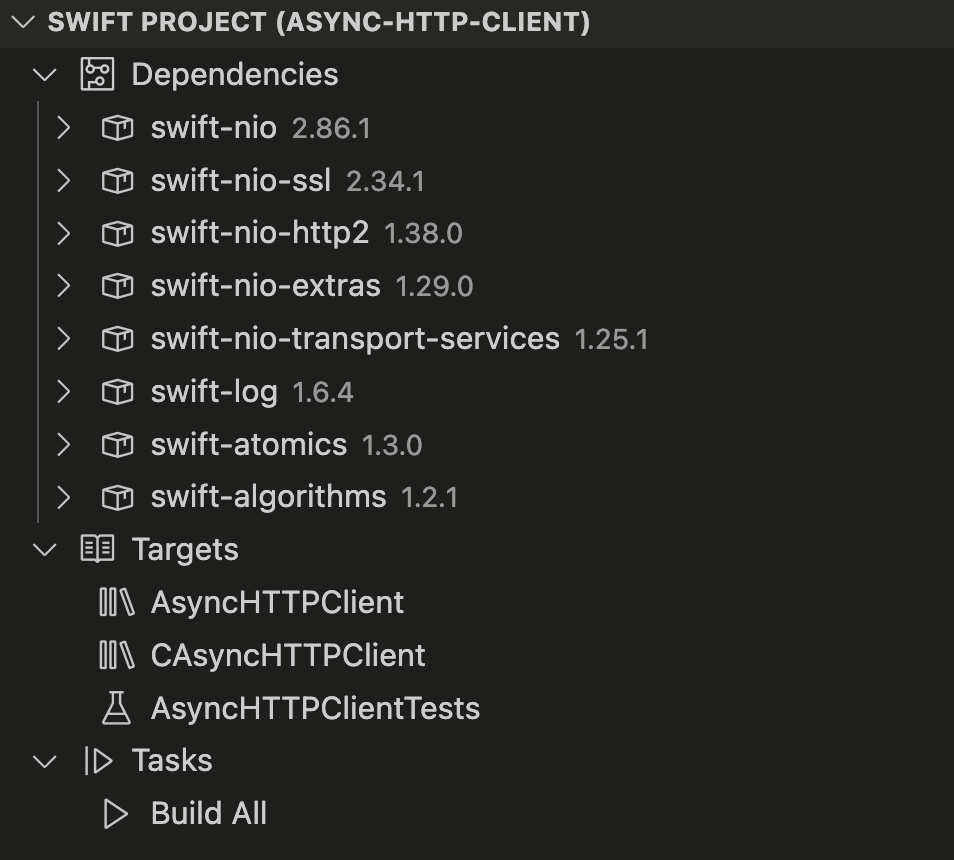 SWIFT PROJECT (ASYNC-HTTP-CLIENT)
Dependencies
swift-nio 2.86.1
swift-nio-ssl 2.34.1
swift-nio-http2 1.38.0
swift-nio-extras 1.29.0
swift-nio-transport-services 1.25.1
swift-log 1.6.4
swift-atomics 1.3.0
swift-algorithms 1.2.1
Targets
AsyncHTTPClient
CAsyncHTTPClient
AsyncHTTPClientTests
Tasks
Build All